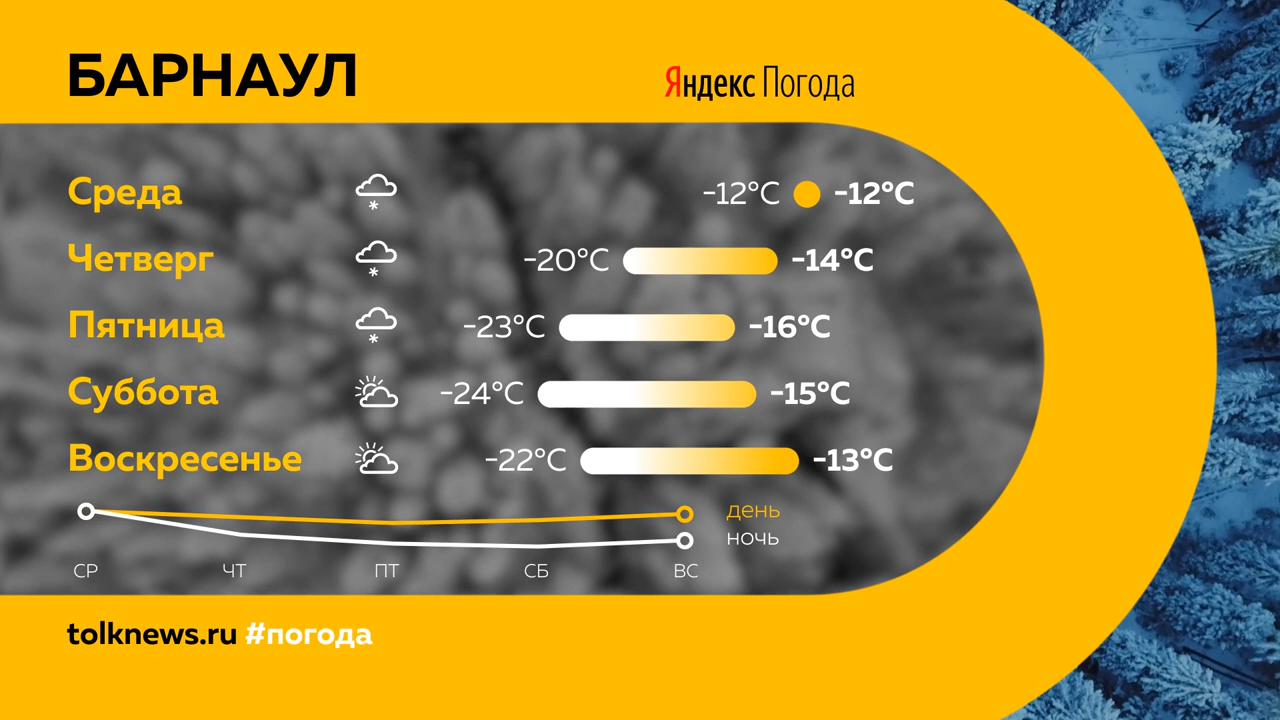 БАРНАУЛ
Яндекс Погода
Среда -12°C -12°C
Четверг -20°C -14°C
Пятница -23°C -16°C
Суббота -24°C -15°C
Воскресенье -22°C -13°C
день
ночь
СР ЧТ ПТ СБ ВС
tolknews.ru #погода